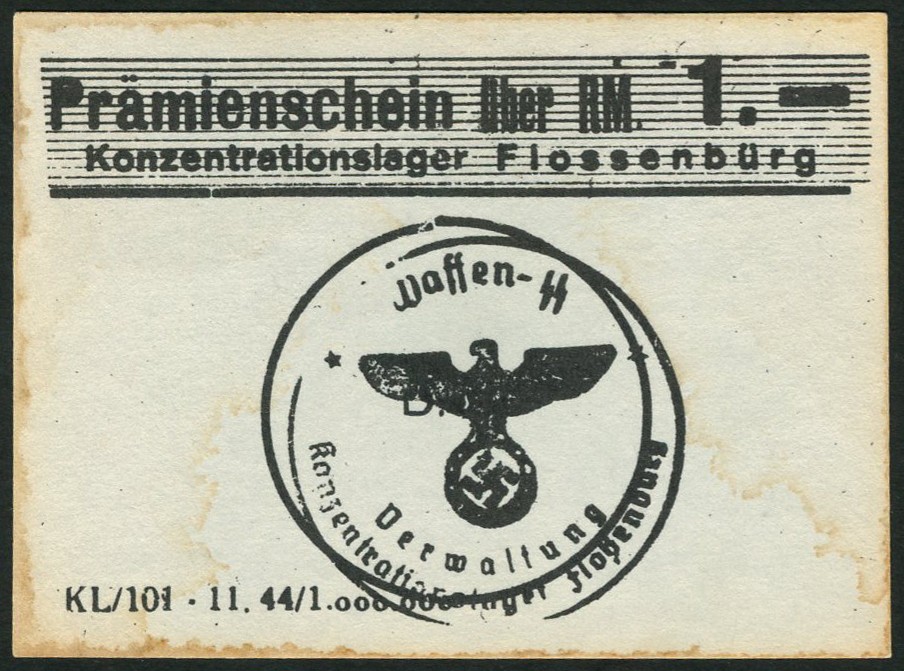 Prämienschein über RM. 1.—
Konzentrationslager Flossenbürg
Waffen-SS
Verwaltung
Konzentrationslager Floßenbürg
KL/101 · 11. 44/1.000.000